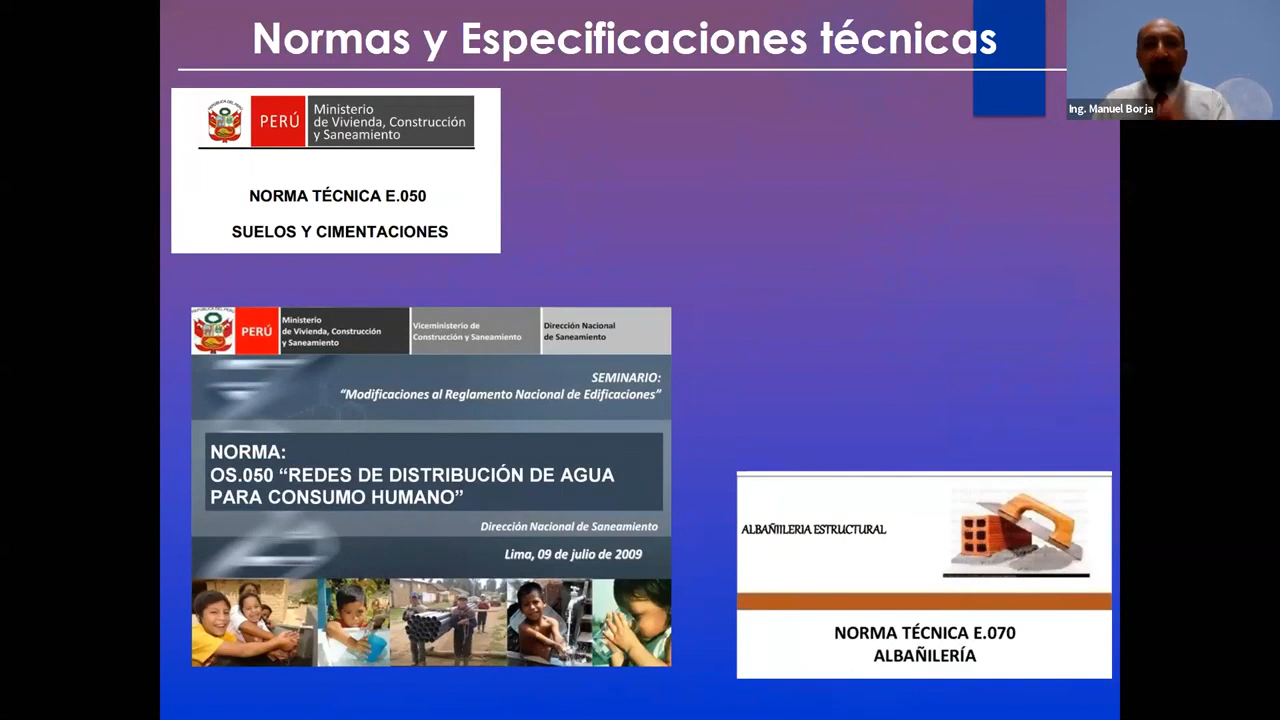 Normas y Especificaciones técnicas
Ing. Manuel Borja
PERÚ
Ministerio
de Vivienda, Construcción
y Saneamiento
NORMA TÉCNICA E.050
SUELOS Y CIMENTACIONES
PERÚ
Ministerio
de Vivienda, Construcción
y Saneamiento
Viceministerio de
Construcción y Saneamiento
Dirección Nacional
de Saneamiento
SEMINARIO:
“Modificaciones al Reglamento Nacional de Edificaciones”
NORMA:
OS.050 “REDES DE DISTRIBUCIÓN DE AGUA
PARA CONSUMO HUMANO”
Dirección Nacional de Saneamiento
Lima, 09 de julio de 2009
ALBAÑIILERIA ESTRUCTURAL
NORMA TÉCNICA E.070
ALBAÑILERÍA